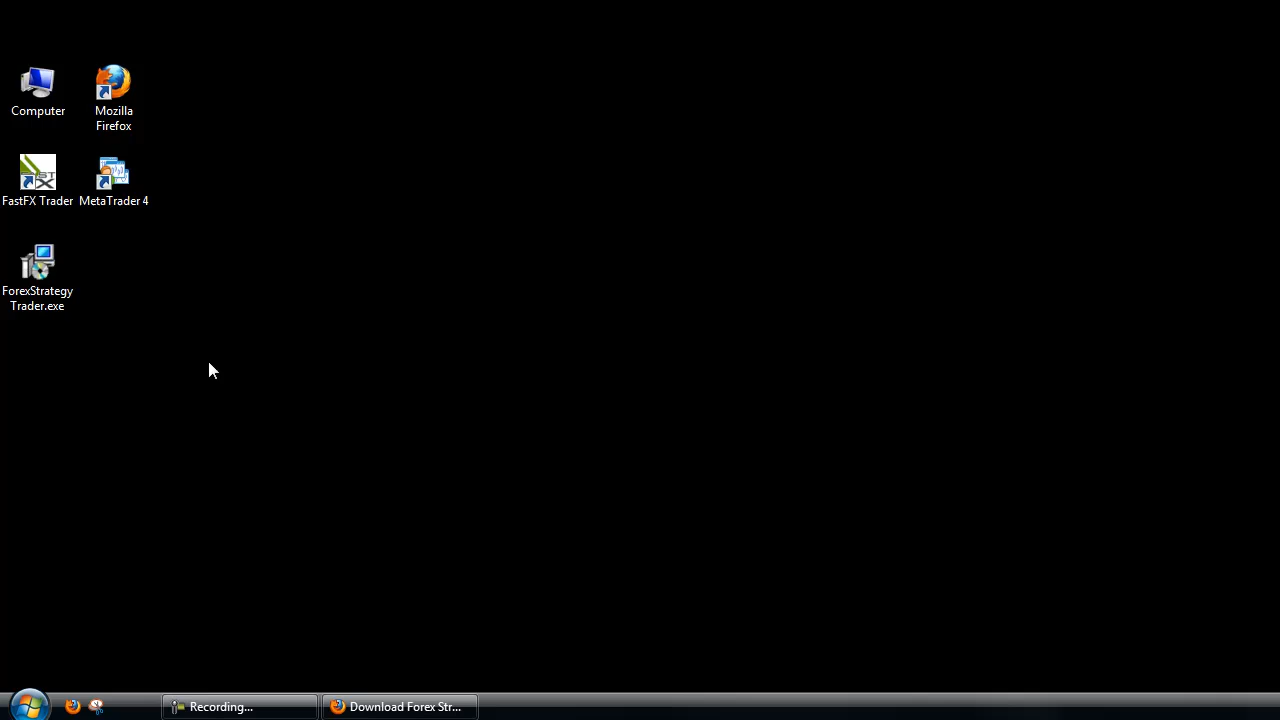 Computer
Mozilla
Firefox
FastFX Trader
MetaTrader 4
ForexStrategy
Trader.exe
Recording...
Download Forex Str...